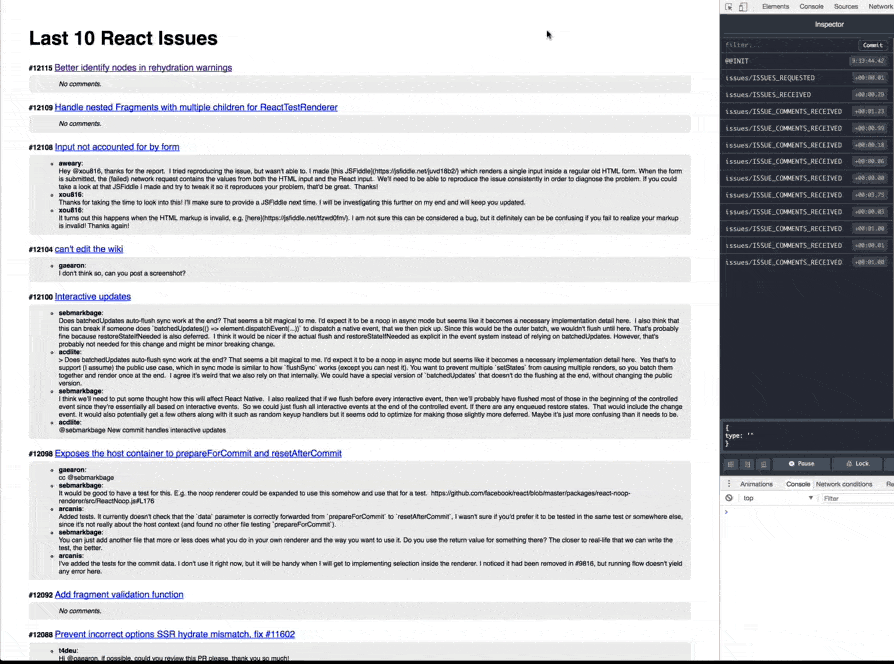 Last 10 React Issues
#12115 Better identify nodes in rehydration warnings
No comments.
#12109 Handle nested Fragments with multiple children for ReactTestRenderer
No comments.
#12108 Input not accounted for by form
aweary:
Hey @xou816, thanks for the report. I tried reproducing the issue, but wasn't able to. I made [this JSFiddle](https://jsfiddle.net/juvd18b2/) which renders a single input inside a regular old HTML form. When the form
is submitted, the (failed) network request contains the values from both the HTML input and the React input. We'll need to be able to reproduce the issue consistently in order to diagnose the problem. If you could
take a look at that JSFiddle I made and try to tweak it so it reproduces your problem, that'd be great. Thanks!
xou816:
Thanks for taking the time to look into this! I'll make sure to provide a JSFiddle next time. I will be investigating this further on my end and will keep you updated.
xou816:
It turns out this happens when the HTML markup is invalid, e.g. [here](https://jsfiddle.net/tfzwd0fm/). I am not sure this can be considered a bug, but it definitely can be be confusing if you fail to realize your markup
is invalid! Thanks again!
#12104 can't edit the wiki
gaearon:
I don't think so, can you post a screenshot?
#12100 Interactive updates
sebmarkbage:
Does batchedUpdates auto-flush sync work at the end? That seems a bit magical to me. I'd expect it to be a noop in async mode but seems like it becomes a necessary implementation detail here. I also think that
this can break if someone does `batchedUpdates(() => element.dispatchEvent(...))` to dispatch a native event, that we then pick up. Since this would be the outer batch, we wouldn't flush until here. That's probably
fine because restoreStateIfNeeded is also deferred. I think it would be nicer if the actual flush and restoreStateIfNeeded as explicit in the event system instead of relying on batchedUpdates. However, that's
probably not needed for this change and might be minor breaking change.
acdlite:
> Does batchedUpdates auto-flush sync work at the end? That seems a bit magical to me. I'd expect it to be a noop in async mode but seems like it becomes a necessary implementation detail here. Yes that's to
support (I assume) the public use case, which in sync mode is similar to how `flushSync` works (except you can nest it). You want to prevent multiple `setStates` from causing multiple renders, so you batch them
together and render once at the end. I agree it's weird that we also rely on that internally. We could have a special version of `batchedUpdates` that doesn't do the flushing at the end, without changing the public
version.
sebmarkbage:
I think we'll need to put some thought how this will affect React Native. I also realized that if we flush before every interactive event, then we'll probably have flushed most of those in the beginning of the controlled
event since they're essentially all based on interactive events. So we could just flush all interactive events at the end of the controlled event. If there are any enqueued restore states. That would include the change
event. It would also potentially get a few others along with it such as random keyup handlers but it seems odd to optimize for making those slightly more deferred. Maybe it's just more confusing than it needs to be.
acdlite:
@sebmarkbage New commit handles interactive updates
#12098 Exposes the host container to prepareForCommit and resetAfterCommit
gaearon:
cc @sebmarkbage
sebmarkbage:
It would be good to have a test for this. E.g. the noop renderer could be expanded to use this somehow and use that for a test. https://github.com/facebook/react/blob/master/packages/react-noop-
renderer/src/ReactNoop.js#L176
arcanis:
Added tests. It currently doesn't check that the `data` parameter is correctly forwarded from `prepareForCommit` to `resetAfterCommit`, I wasn't sure if you'd prefer it to be tested in the same test or somewhere else,
since it's not really about the host context (and found no other file testing `prepareForCommit`).
sebmarkbage:
You can just add another file that more or less does what you do in your own renderer and the way you want to use it. Do you use the return value for something there? The closer to real-life that we can write the
test, the better.
arcanis:
I've added the tests for the commit data. I don't use it right now, but it will be handy when I will get to implementing selection inside the renderer. I noticed it had been removed in #9816, but running flow doesn't yield
any error here.
#12092 Add fragment validation function
No comments.
#12088 Prevent incorrect options SSR hydrate mismatch. fix #11602
t4deu:
Hi @gaearon, if possible, could you review this PR please, thank you so much!
Elements Console Sources Network
Inspector
filter... Commit
@@INIT 9:33:44.42
issues/ISSUES_REQUESTED +00:00.01
issues/ISSUES_RECEIVED +00:00.29
issues/ISSUE_COMMENTS_RECEIVED +00:01.23
issues/ISSUE_COMMENTS_RECEIVED
issues/ISSUE_COMMENTS_RECEIVED
issues/ISSUE_COMMENTS_RECEIVED
issues/ISSUE_COMMENTS_RECEIVED
issues/ISSUE_COMMENTS_RECEIVED
issues/ISSUE_COMMENTS_RECEIVED
issues/ISSUE_COMMENTS_RECEIVED
issues/ISSUE_COMMENTS_RECEIVED
issues/ISSUE_COMMENTS_RECEIVED
{
type: ''
}
Pause Lock
Animations Console Network conditions Re
top Filter